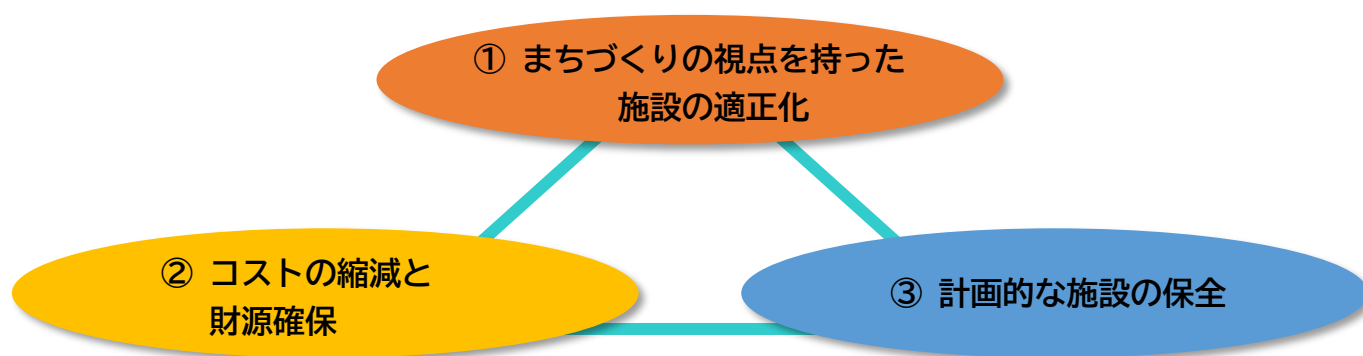 ① まちづくりの視点を持った
施設の適正化
② コストの縮減と
財源確保
③ 計画的な施設の保全